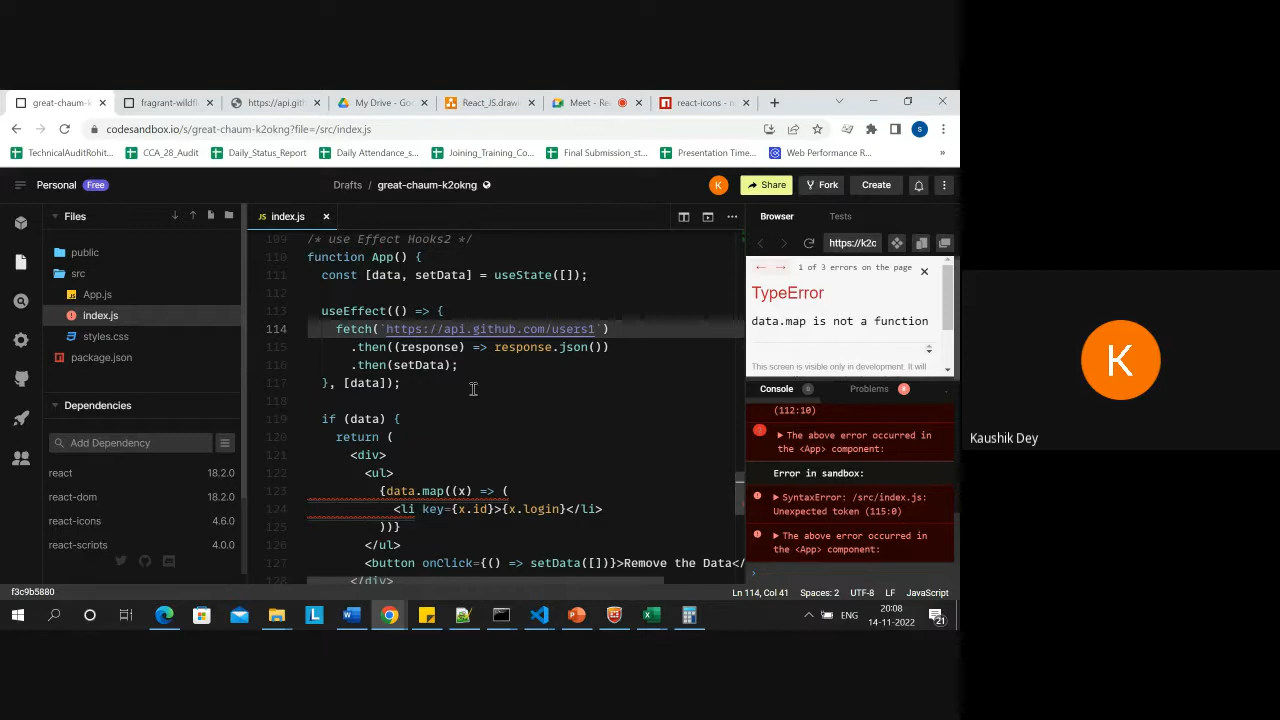 great-chaum-k
fragrant-wildfl
https://api.gith
My Drive - Goo
React_JS.drawi
Meet - Rec
react-icons - n
codesandbox.io/s/great-chaum-k2okng?file=/src/index.js
S
TechnicalAuditRohit...
CCA_28_Audit
Daily_Status_Report
Daily Attendance_s...
Joining_Training_Co...
Final Submission_st...
Presentation Time...
Web Performance R...
»
Personal Free
Drafts / great-chaum-k2okng
K
Share
Fork
Create
Files
public
src
App.js
index.js
styles.css
package.json
Dependencies
Add Dependency
react 18.2.0
react-dom 18.2.0
react-icons 4.6.0
react-scripts 4.0.0
f3c9b5880
JS index.js
109 /* use Effect Hooks2 */
110 function App() {
111 const [data, setData] = useState([]);
112
113 useEffect(() => {
114 fetch(`https://api.github.com/users1`)
115 .then((response) => response.json())
116 .then(setData);
117 }, [data]);
118
119 if (data) {
120 return (
121 <div>
122 <ul>
123 {data.map((x) => (
124 <li key={x.id}>{x.login}</li>
125 ))}
126 </ul>
127 <button onClick={() => setData([])}>Remove the Data</
128 </div>
Browser Tests
https://k2o
1 of 3 errors on the page
TypeError
data.map is not a function
This screen is visible only in development. It will
Console 6 Problems
(112:10)
The above error occurred in
the <App> component:
Error in sandbox:
SyntaxError: /src/index.js:
Unexpected token (115:0)
The above error occurred in
the <App> component:
Ln 114, Col 41 Spaces: 2 UTF-8 LF JavaScript
ENG
20:08
14-11-2022
21
K
Kaushik Dey